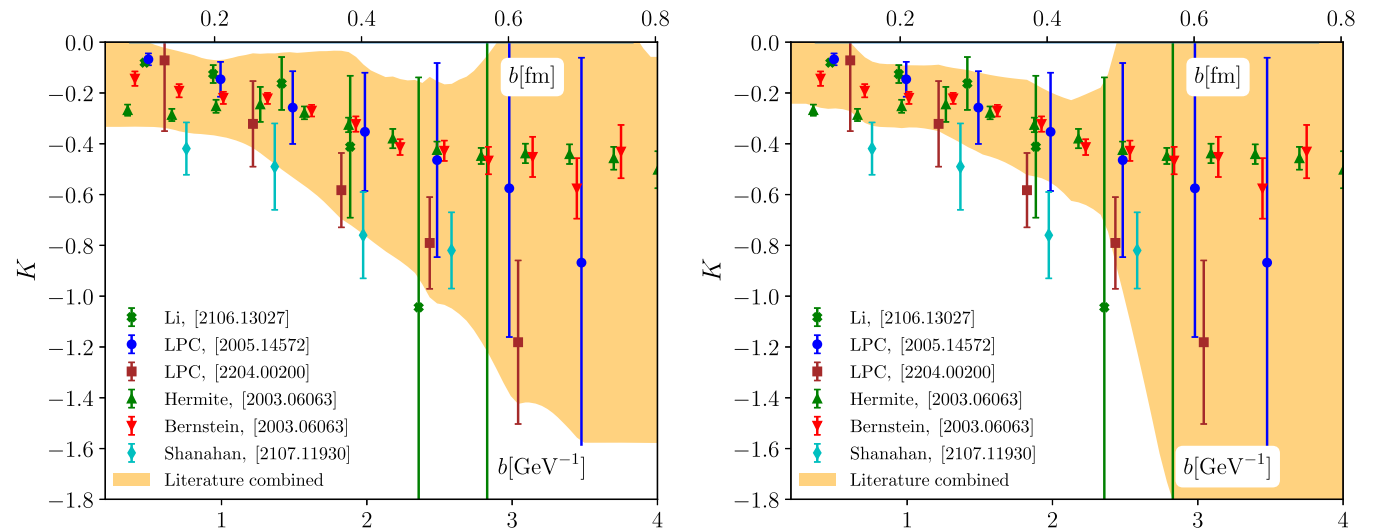 0.2 0.4 0.6 0.8
0.0
−0.2
−0.4
−0.6
−0.8
−1.0
−1.2
−1.4
−1.6
−1.8
K
b[fm]
Li, [2106.13027]
LPC, [2005.14572]
LPC, [2204.00200]
Hermite, [2003.06063]
Bernstein, [2003.06063]
Shanahan, [2107.11930]
Literature combined
b[GeV⁻¹]
1 2 3 4
0.2 0.4 0.6 0.8
0.0
−0.2
−0.4
−0.6
−0.8
−1.0
−1.2
−1.4
−1.6
−1.8
K
b[fm]
Li, [2106.13027]
LPC, [2005.14572]
LPC, [2204.00200]
Hermite, [2003.06063]
Bernstein, [2003.06063]
Shanahan, [2107.11930]
Literature combined
b[GeV⁻¹]
1 2 3 4